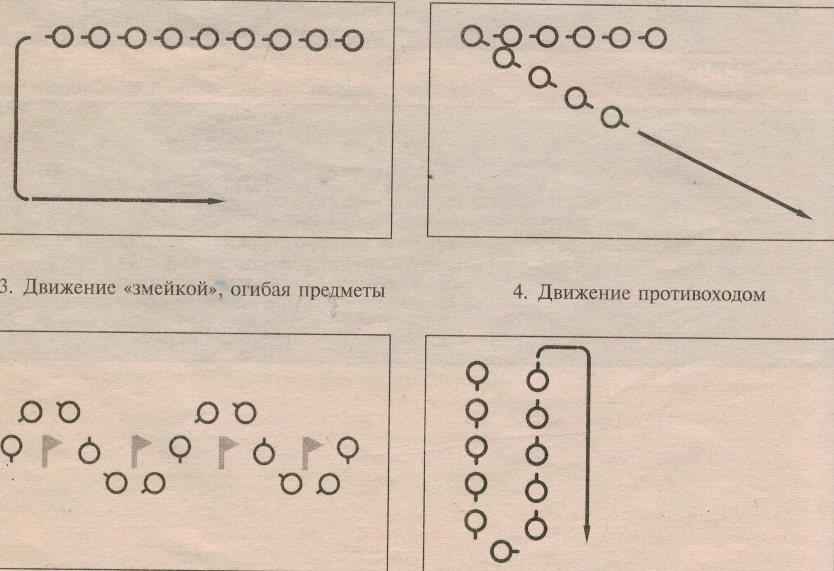 3. Движение «змейкой», огибая предметы
4. Движение противоходом